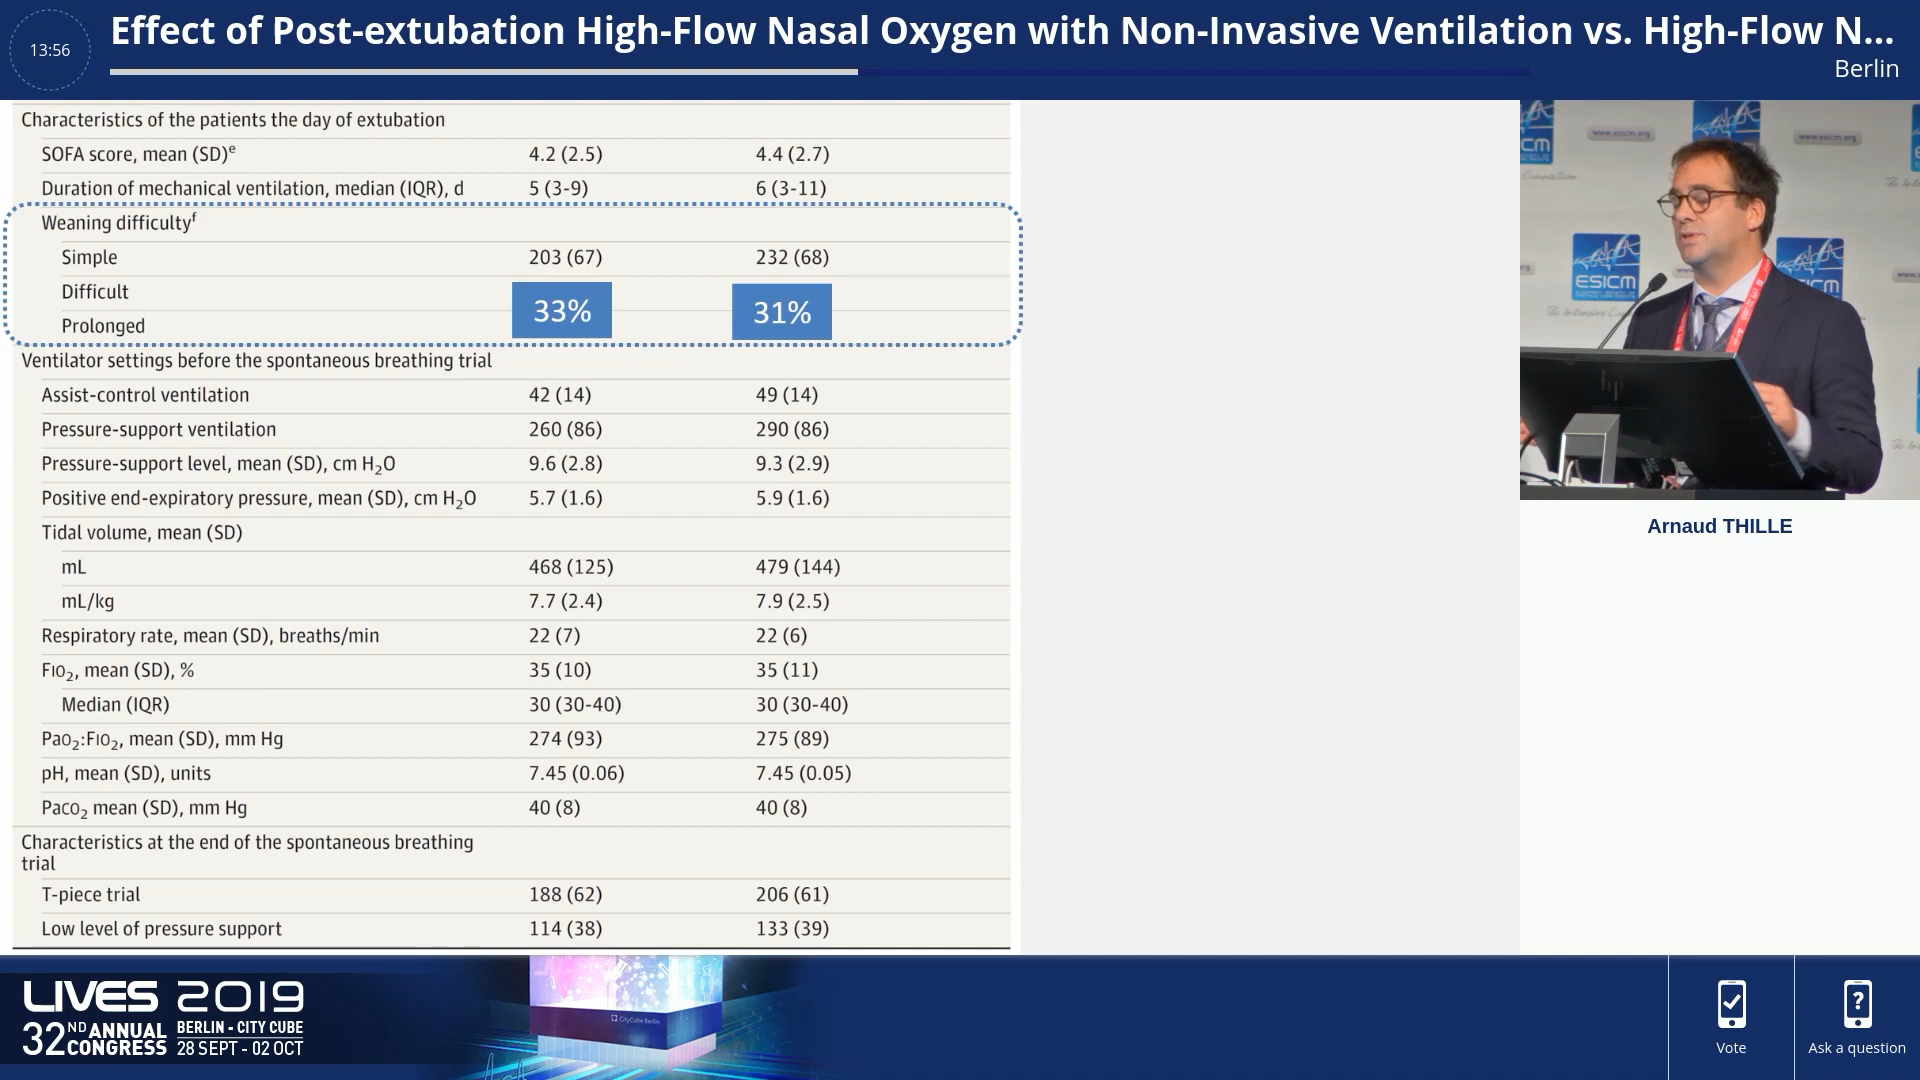 13:56
Effect of Post-extubation High-Flow Nasal Oxygen with Non-Invasive Ventilation vs. High-Flow N...
Berlin
Characteristics of the patients the day of extubation
SOFA score, mean (SD)e 4.2 (2.5) 4.4 (2.7)
Duration of mechanical ventilation, median (IQR), d 5 (3-9) 6 (3-11)
Weaning difficultyf
Simple 203 (67) 232 (68)
Difficult
33% 31%
Prolonged
Ventilator settings before the spontaneous breathing trial
Assist-control ventilation 42 (14) 49 (14)
Pressure-support ventilation 260 (86) 290 (86)
Pressure-support level, mean (SD), cm H2O 9.6 (2.8) 9.3 (2.9)
Positive end-expiratory pressure, mean (SD), cm H2O 5.7 (1.6) 5.9 (1.6)
Tidal volume, mean (SD)
mL 468 (125) 479 (144)
mL/kg 7.7 (2.4) 7.9 (2.5)
Respiratory rate, mean (SD), breaths/min 22 (7) 22 (6)
FIO2, mean (SD), % 35 (10) 35 (11)
Median (IQR) 30 (30-40) 30 (30-40)
PaO2:FIO2, mean (SD), mm Hg 274 (93) 275 (89)
pH, mean (SD), units 7.45 (0.06) 7.45 (0.05)
PaCO2 mean (SD), mm Hg 40 (8) 40 (8)
Characteristics at the end of the spontaneous breathing
trial
T-piece trial 188 (62) 206 (61)
Low level of pressure support 114 (38) 133 (39)
www.esicm.org
www.esicm.org
ESICM
Arnaud THILLE
LIVES 2019
32ND ANNUAL CONGRESS
BERLIN - CITY CUBE
28 SEPT - 02 OCT
CityCube Berlin
Vote
Ask a question